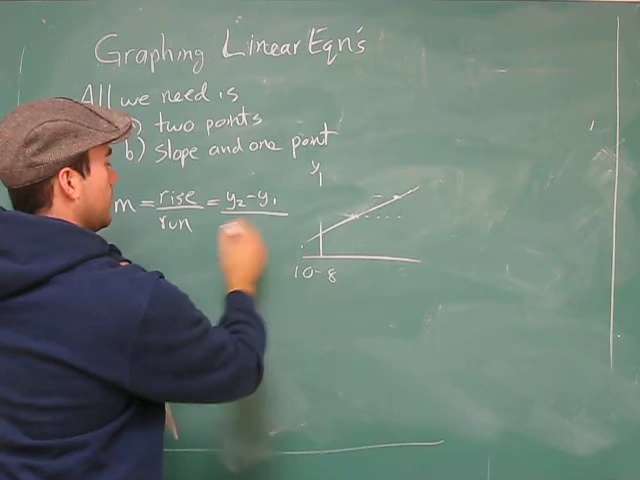 Graphing Linear Eqn's
All we need is
) two points
b) slope and one point
y
m = rise/run = y₂-y₁
10-8